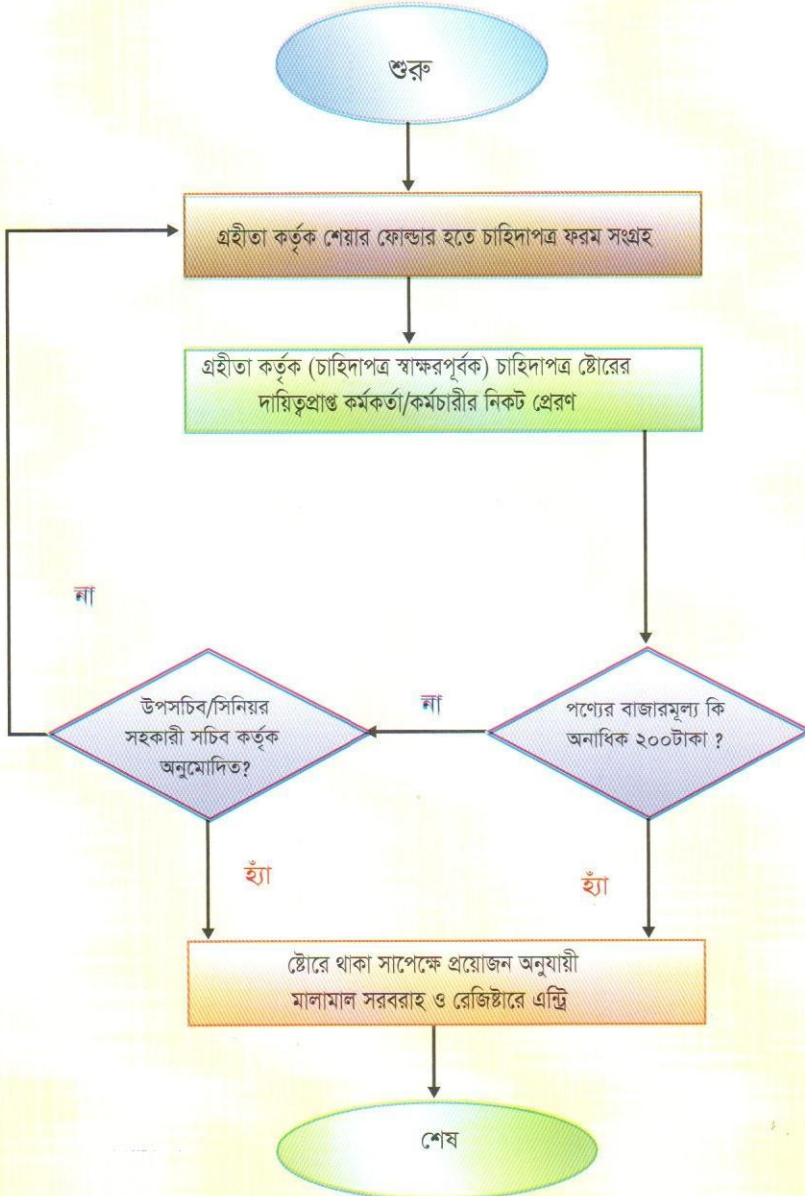 শুরু
গ্রহীতা কর্তৃক শেয়ার ফোল্ডার হতে চাহিদাপত্র ফরম সংগ্রহ
গ্রহীতা কর্তৃক (চাহিদাপত্র স্বাক্ষরপূর্বক) চাহিদাপত্র ষ্টোরের
দায়িত্বপ্রাপ্ত কর্মকর্তা/কর্মচারীর নিকট প্রেরণ
না
উপসচিব/সিনিয়র
সহকারী সচিব কর্তৃক
অনুমোদিত?
না
পণ্যের বাজারমূল্য কি
অনাধিক ২০০টাকা ?
হ্যাঁ
হ্যাঁ
ষ্টোরে থাকা সাপেক্ষে প্রয়োজন অনুযায়ী
মালামাল সরবরাহ ও রেজিষ্টারে এন্ট্রি
শেষ